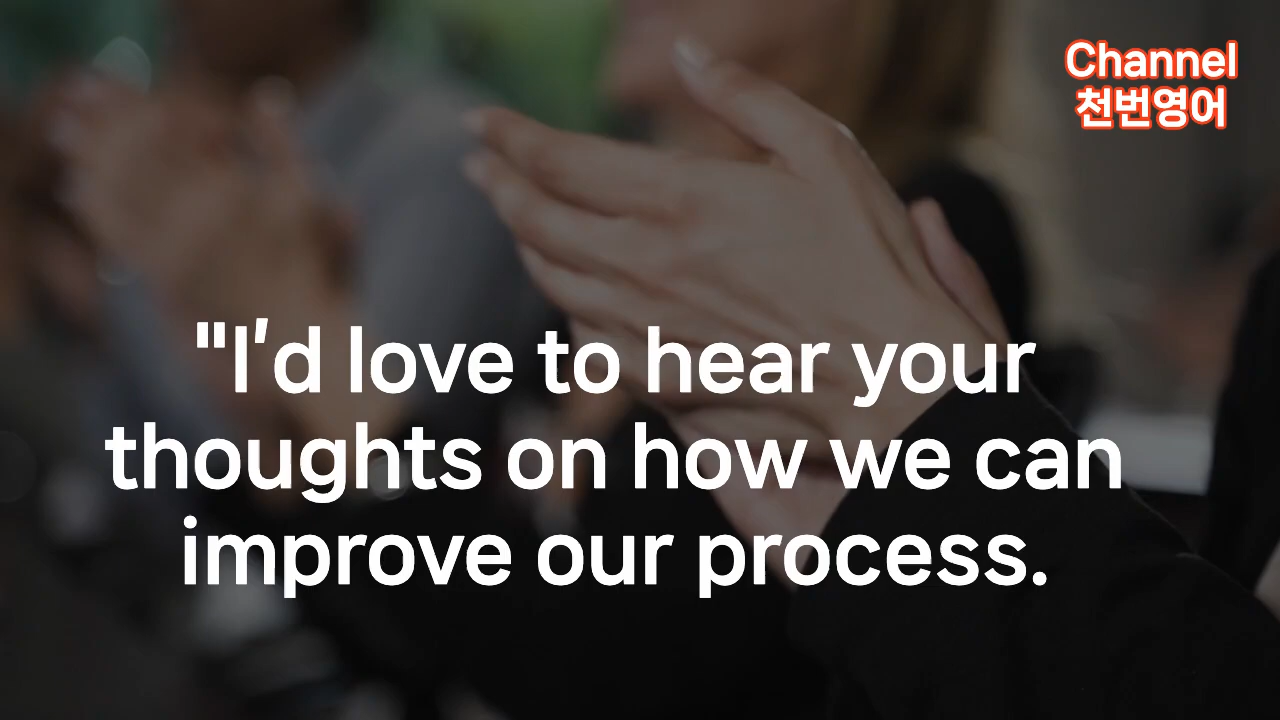 Channel
천번영어
"I'd love to hear your
thoughts on how we can
improve our process.